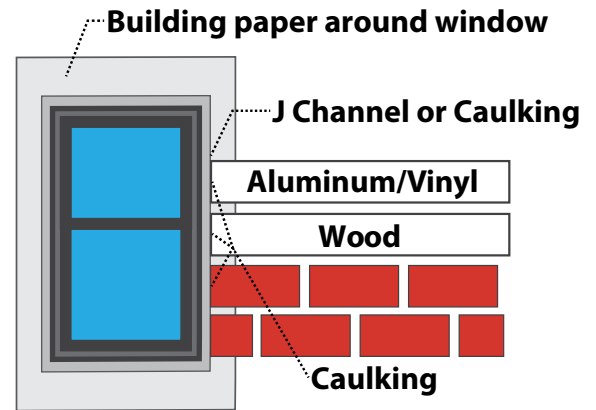 Building paper around window
J Channel or Caulking
Aluminum/Vinyl
Wood
Caulking